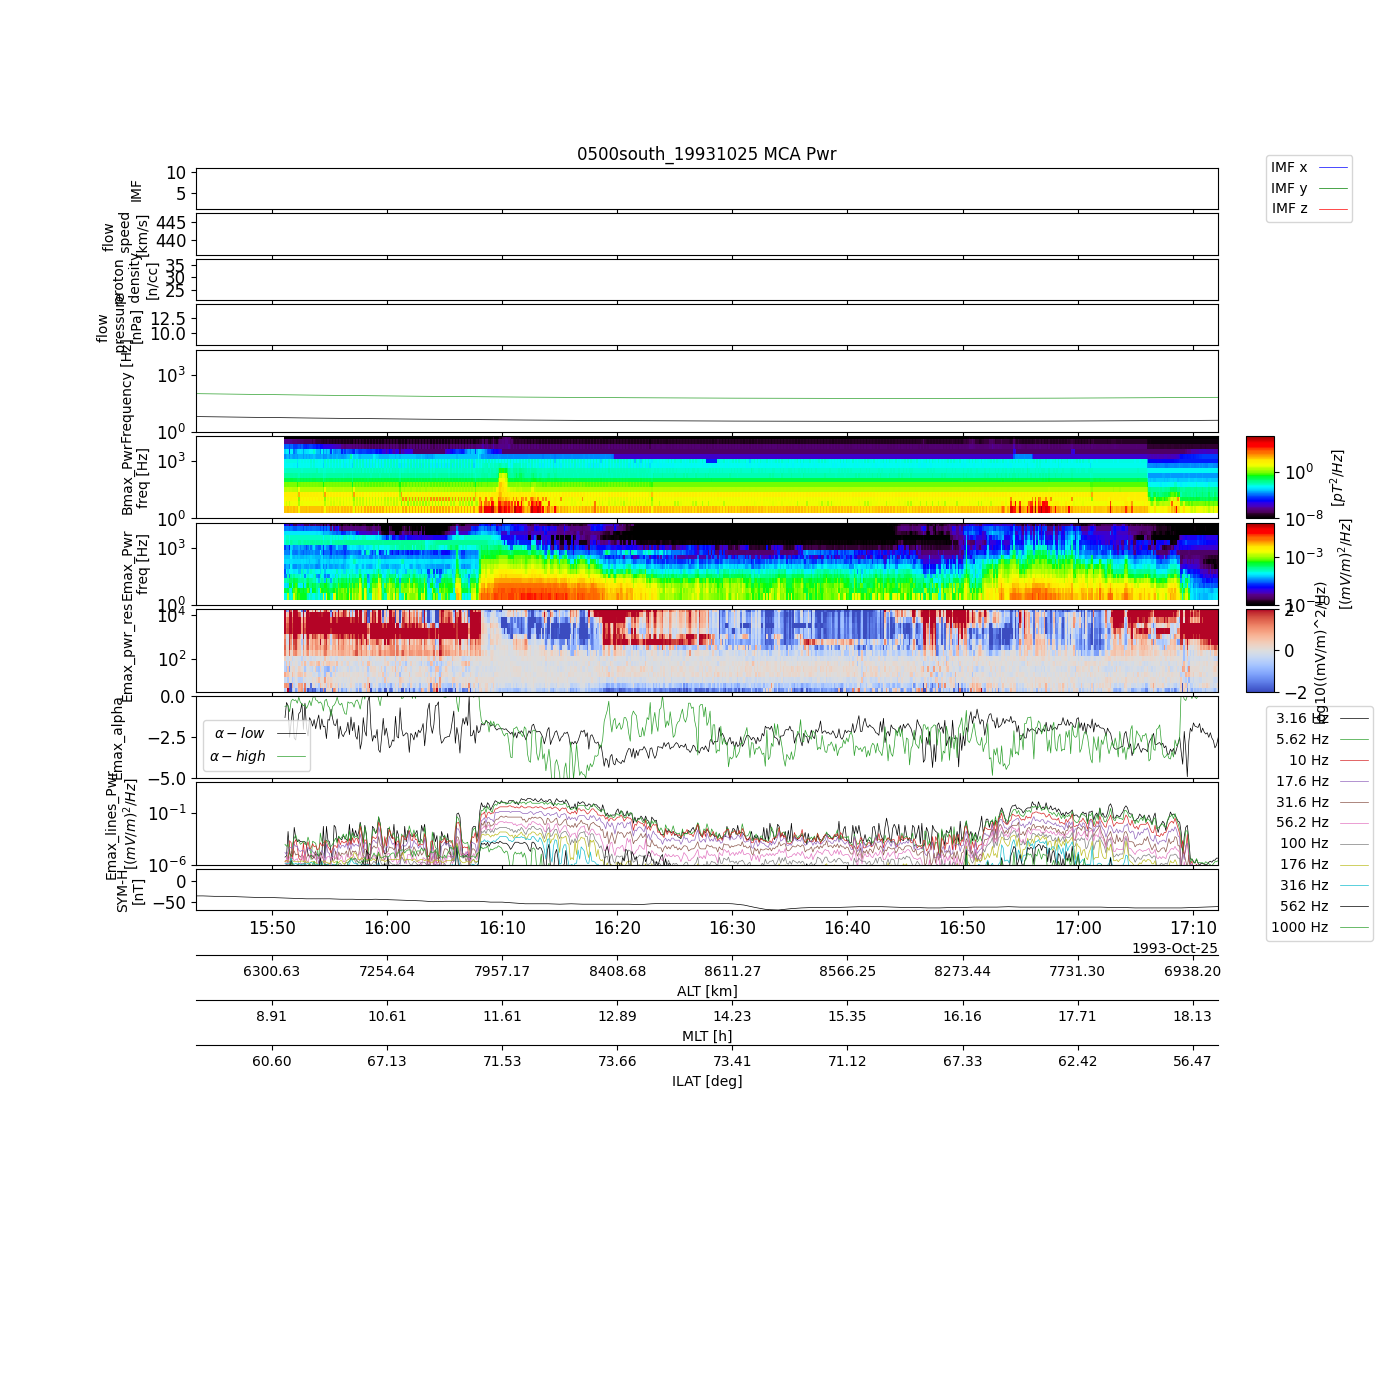 0500south_19931025 MCA Pwr
IMF
10
5
IMF x
IMF y
IMF z
flow
speed
[km/s]
445
440
proton
density
[n/cc]
35
30
25
flow
pressure
[nPa]
12.5
10.0
Frequency [Hz]
10^3
10^0
Bmax_Pwr
freq [Hz]
10^3
10^0
10^0
10^-8
[pT^2/Hz]
Emax_Pwr
freq [Hz]
10^3
10^0
10^-3
[(mV/m)^2/Hz]
Emax_pwr_res
10^4
10^2
2
0
−2
log10((mV/m)^2/Hz)
Emax_alpha
0.0
−2.5
−5.0
α − low
α − high
Emax_lines_Pwr
[(mV/m)^2/Hz]
10^-1
10^-6
3.16 Hz
5.62 Hz
10 Hz
17.6 Hz
31.6 Hz
56.2 Hz
100 Hz
176 Hz
316 Hz
562 Hz
1000 Hz
SYM-H
[nT]
0
−50
15:50 16:00 16:10 16:20 16:30 16:40 16:50 17:00 17:10
1993-Oct-25
6300.63 7254.64 7957.17 8408.68 8611.27 8566.25 8273.44 7731.30 6938.20
ALT [km]
8.91 10.61 11.61 12.89 14.23 15.35 16.16 17.71 18.13
MLT [h]
60.60 67.13 71.53 73.66 73.41 71.12 67.33 62.42 56.47
ILAT [deg]